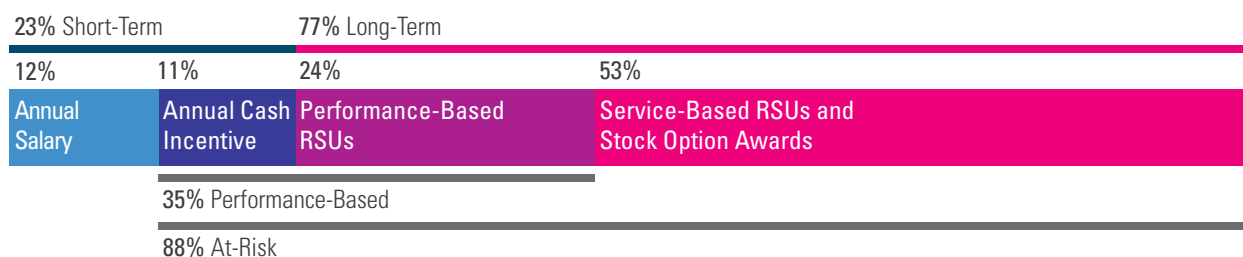 23% Short-Term 77% Long-Term
12% 11% 24% 53%
Annual Annual Cash Performance-Based Service-Based RSUs and
Salary Incentive RSUs Stock Option Awards
35% Performance-Based
88% At-Risk